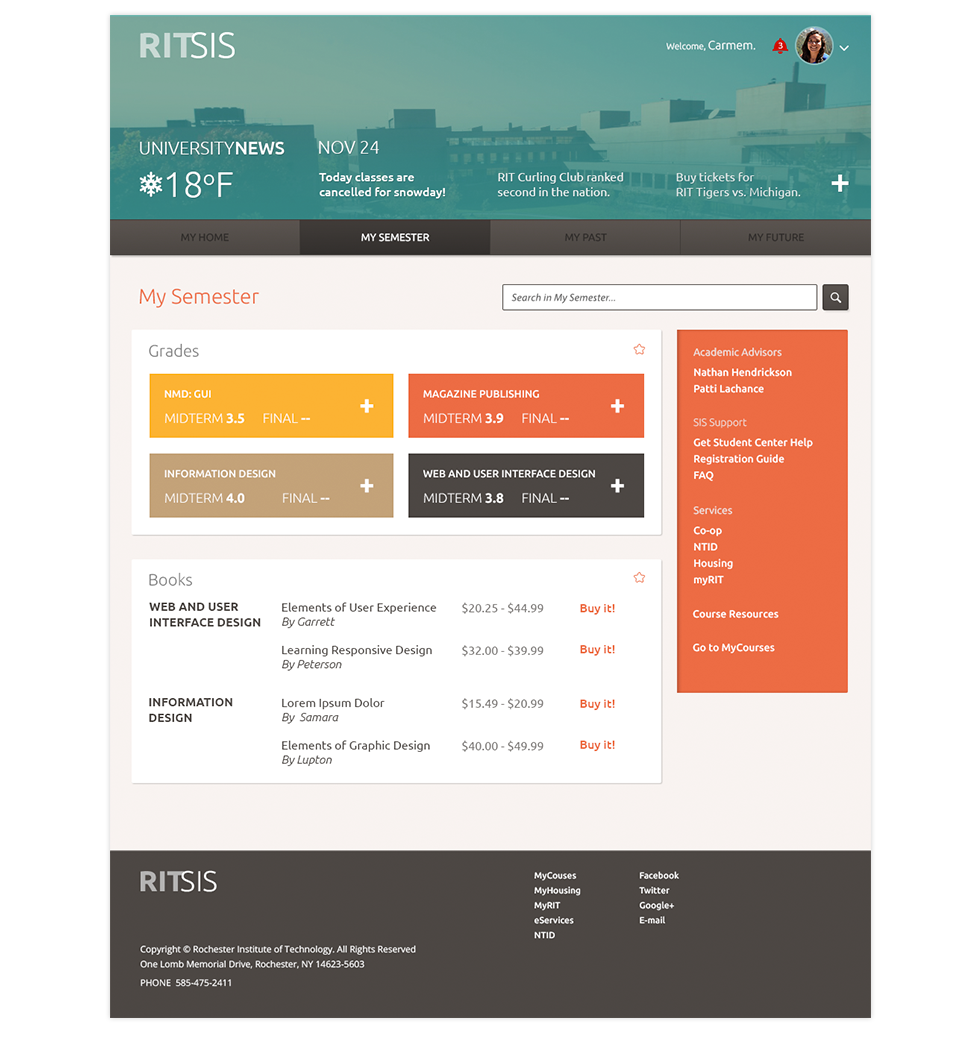 RITSIS
Welcome, Carmem.
3
UNIVERSITYNEWS
NOV 24
18°F
Today classes are
cancelled for snowday!
RIT Curling Club ranked
second in the nation.
Buy tickets for
RIT Tigers vs. Michigan.
MY HOME
MY SEMESTER
MY PAST
MY FUTURE
My Semester
Search in My Semester...
Grades
NMD: GUI
MIDTERM 3.5 FINAL --
MAGAZINE PUBLISHING
MIDTERM 3.9 FINAL --
INFORMATION DESIGN
MIDTERM 4.0 FINAL --
WEB AND USER INTERFACE DESIGN
MIDTERM 3.8 FINAL --
Books
WEB AND USER
INTERFACE DESIGN
Elements of User Experience
By Garrett
$20.25 - $44.99
Buy it!
Learning Responsive Design
By Peterson
$32.00 - $39.99
Buy it!
INFORMATION
DESIGN
Lorem Ipsum Dolor
By Samara
$15.49 - $20.99
Buy it!
Elements of Graphic Design
By Lupton
$40.00 - $49.99
Buy it!
Academic Advisors
Nathan Hendrickson
Patti Lachance
SIS Support
Get Student Center Help
Registration Guide
FAQ
Services
Co-op
NTID
Housing
myRIT
Course Resources
Go to MyCourses
RITSIS
Copyright © Rochester Institute of Technology. All Rights Reserved
One Lomb Memorial Drive, Rochester, NY 14623-5603
PHONE 585-475-2411
MyCouses
MyHousing
MyRIT
eServices
NTID
Facebook
Twitter
Google+
E-mail